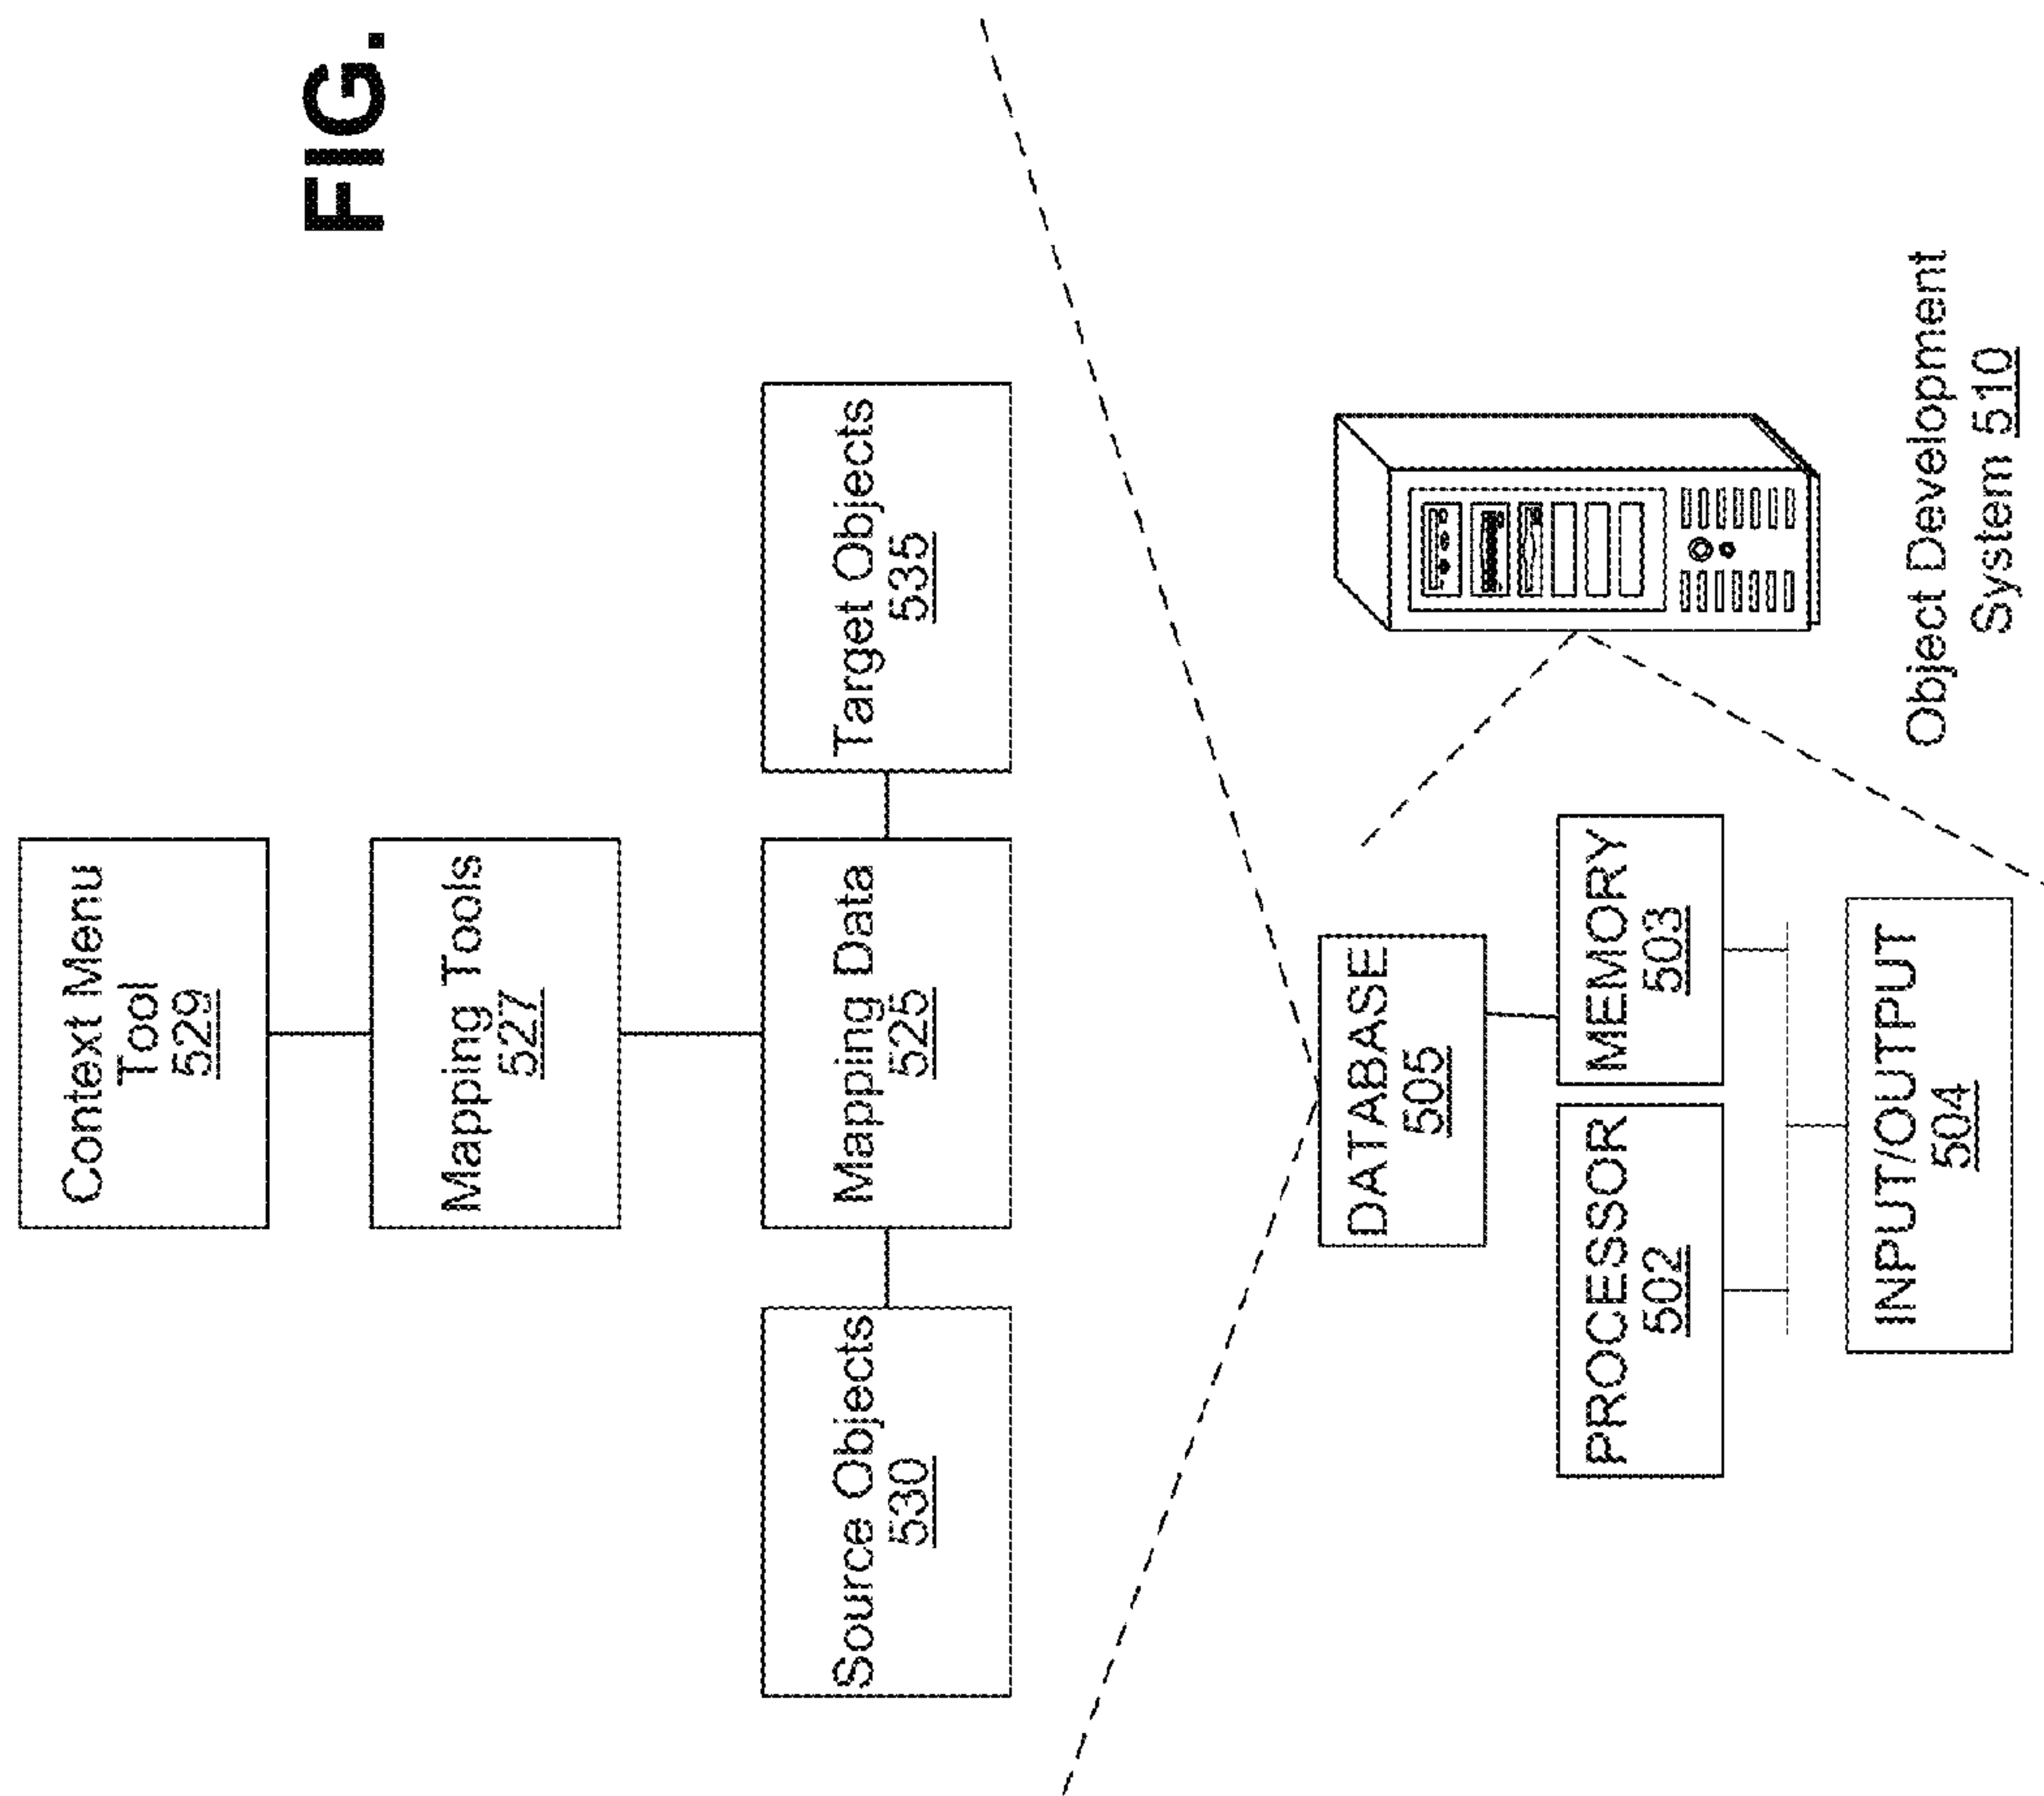 FIG.
Context Menu
Tool
529
Mapping Tools
527
Source Objects
530
Mapping Data
525
Target Objects
535
DATABASE
505
PROCESSOR
502
MEMORY
503
INPUT/OUTPUT
504
Object Development
System 510